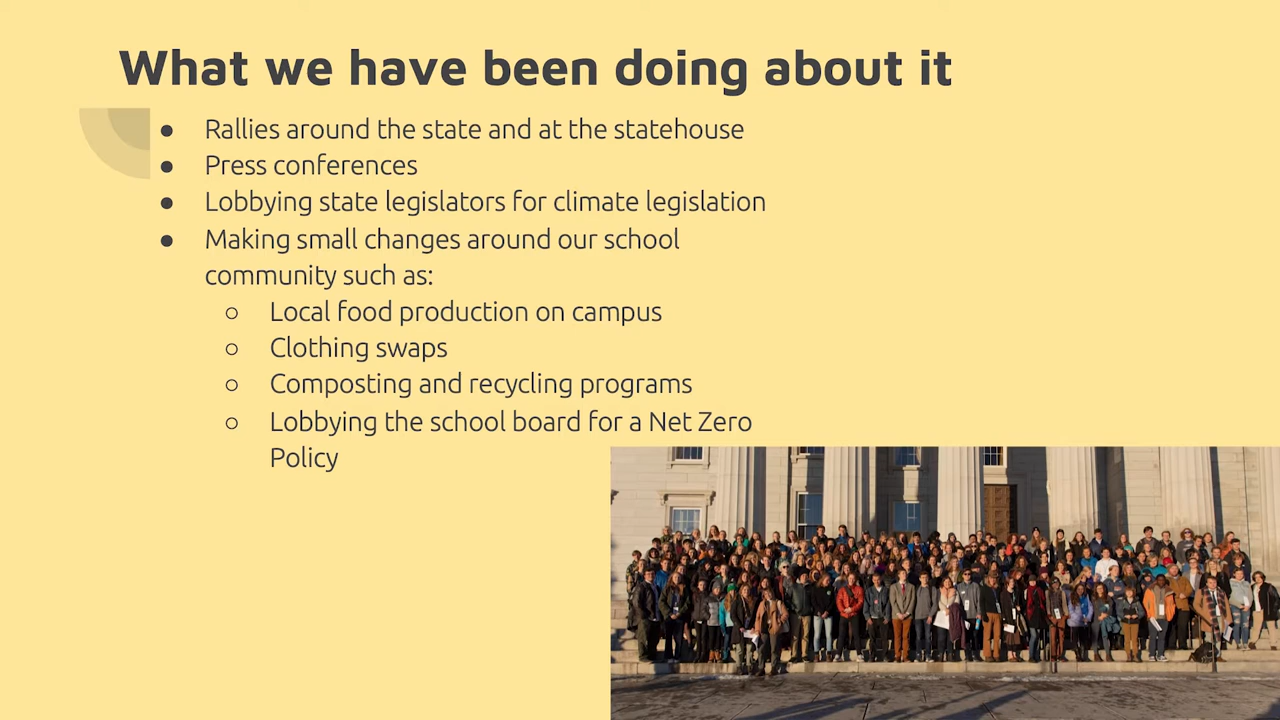 What we have been doing about it
● Rallies around the state and at the statehouse
● Press conferences
● Lobbying state legislators for climate legislation
● Making small changes around our school
community such as:
○ Local food production on campus
○ Clothing swaps
○ Composting and recycling programs
○ Lobbying the school board for a Net Zero
Policy